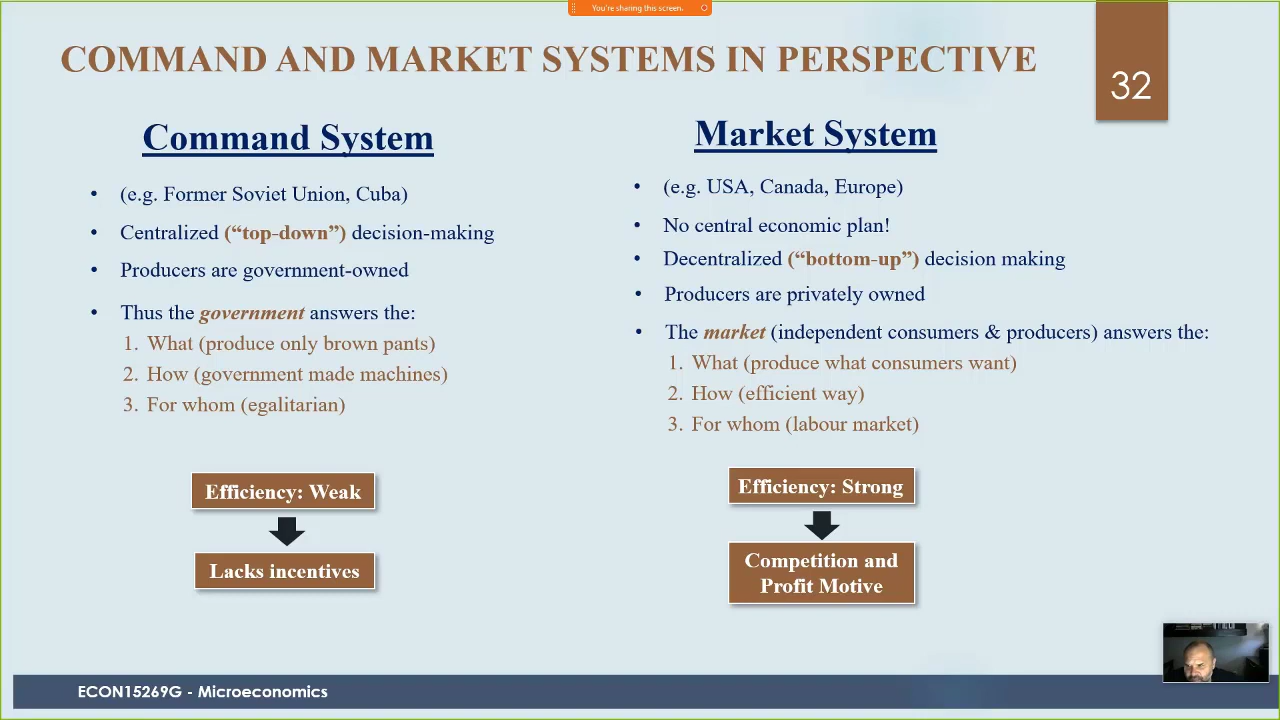 You're sharing this screen.
COMMAND AND MARKET SYSTEMS IN PERSPECTIVE
32
Command System
• (e.g. Former Soviet Union, Cuba)
• Centralized (“top-down”) decision-making
• Producers are government-owned
• Thus the government answers the:
1. What (produce only brown pants)
2. How (government made machines)
3. For whom (egalitarian)
Efficiency: Weak
Lacks incentives
Market System
• (e.g. USA, Canada, Europe)
• No central economic plan!
• Decentralized (“bottom-up”) decision making
• Producers are privately owned
• The market (independent consumers & producers) answers the:
1. What (produce what consumers want)
2. How (efficient way)
3. For whom (labour market)
Efficiency: Strong
Competition and
Profit Motive
ECON15269G - Microeconomics